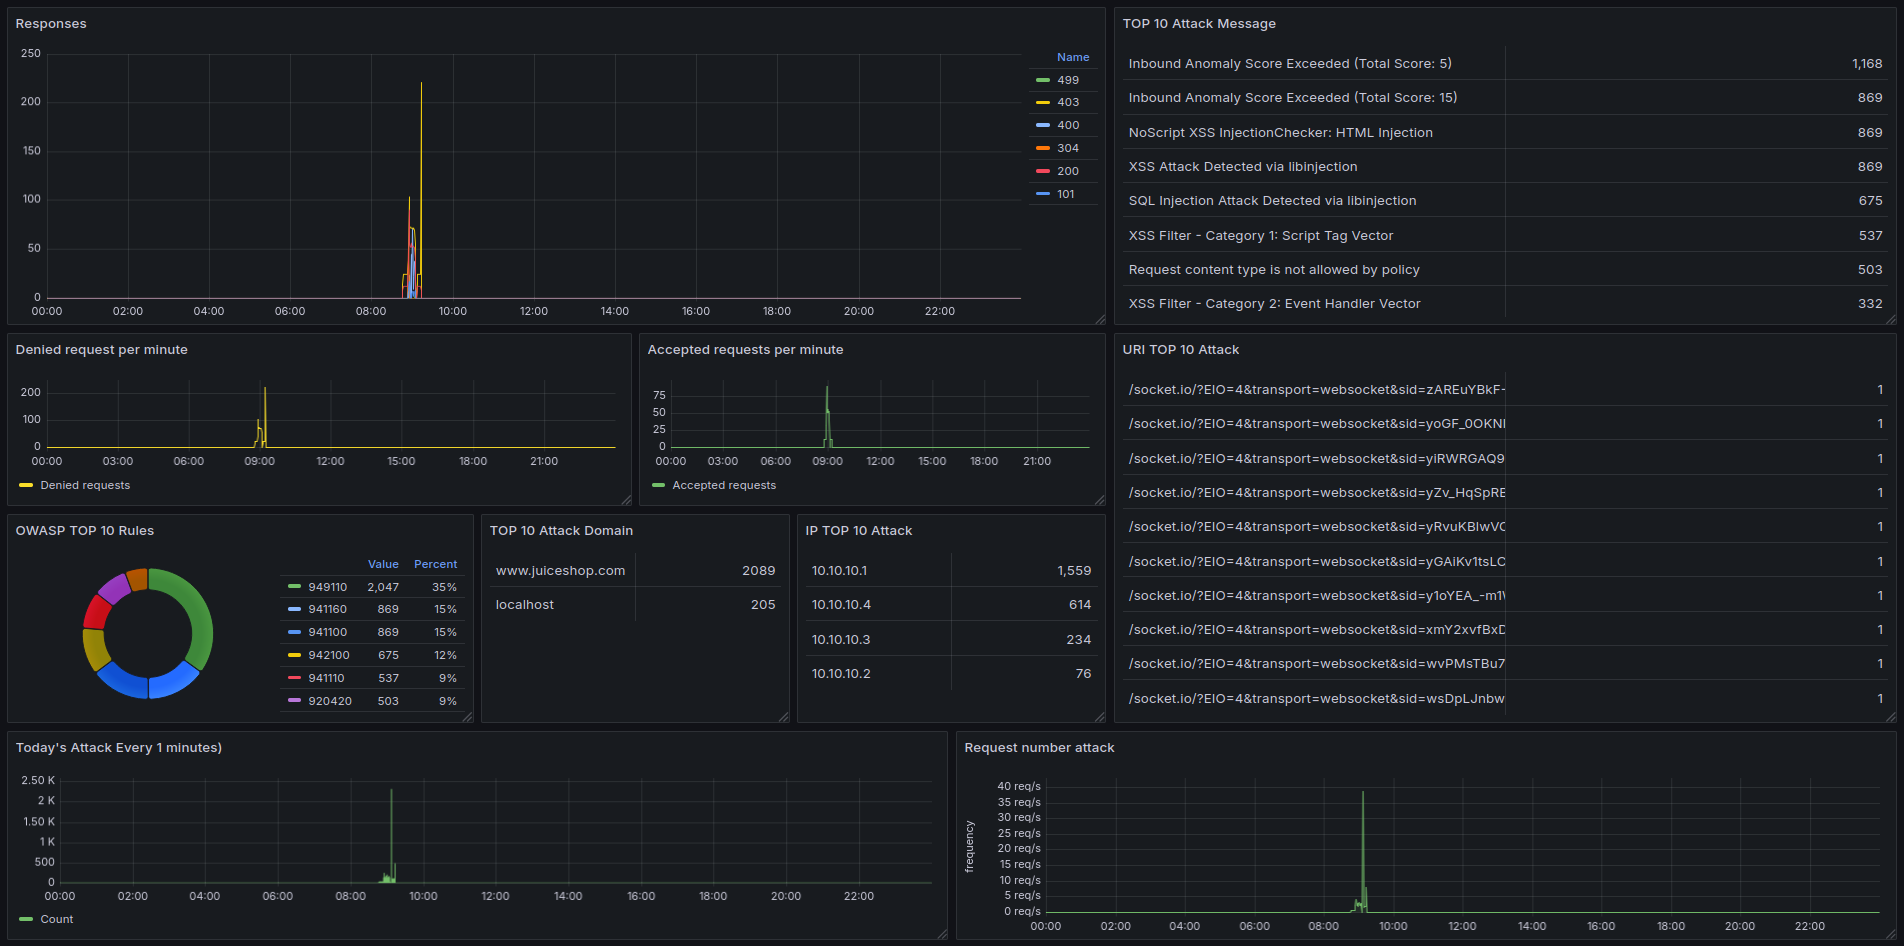 Responses
250
200
150
100
50
0
00:00 02:00 04:00 06:00 08:00 10:00 12:00 14:00 16:00 18:00 20:00 22:00
Name
499
403
400
304
200
101
TOP 10 Attack Message
Inbound Anomaly Score Exceeded (Total Score: 5) 1,168
Inbound Anomaly Score Exceeded (Total Score: 15) 869
NoScript XSS InjectionChecker: HTML Injection 869
XSS Attack Detected via libinjection 869
SQL Injection Attack Detected via libinjection 675
XSS Filter - Category 1: Script Tag Vector 537
Request content type is not allowed by policy 503
XSS Filter - Category 2: Event Handler Vector 332
Denied request per minute
200
100
0
00:00 03:00 06:00 09:00 12:00 15:00 18:00 21:00
Denied requests
Accepted requests per minute
75
50
25
0
00:00 03:00 06:00 09:00 12:00 15:00 18:00 21:00
Accepted requests
URI TOP 10 Attack
/socket.io/?EIO=4&transport=websocket&sid=zAREuYBkF- 1
/socket.io/?EIO=4&transport=websocket&sid=yoGF_0OKN 1
/socket.io/?EIO=4&transport=websocket&sid=yiRWRGAQ9 1
/socket.io/?EIO=4&transport=websocket&sid=yZv_HqSpRE 1
/socket.io/?EIO=4&transport=websocket&sid=yRvuKBlwVC 1
/socket.io/?EIO=4&transport=websocket&sid=yGAiKv1tsLC 1
/socket.io/?EIO=4&transport=websocket&sid=y1oYEA_-m1 1
/socket.io/?EIO=4&transport=websocket&sid=xmY2xvfBxD 1
/socket.io/?EIO=4&transport=websocket&sid=wvPMsTBu7 1
/socket.io/?EIO=4&transport=websocket&sid=wsDpLJnbw 1
OWASP TOP 10 Rules
Value Percent
949110 2,047 35%
941160 869 15%
941100 869 15%
942100 675 12%
941110 537 9%
920420 503 9%
TOP 10 Attack Domain
www.juiceshop.com 2089
localhost 205
IP TOP 10 Attack
10.10.10.1 1,559
10.10.10.4 614
10.10.10.3 234
10.10.10.2 76
Today's Attack Every 1 minutes)
2.50 K
2 K
1.50 K
1 K
500
0
00:00 02:00 04:00 06:00 08:00 10:00 12:00 14:00 16:00 18:00 20:00 22:00
Count
Request number attack
frequency
40 req/s
35 req/s
30 req/s
25 req/s
20 req/s
15 req/s
10 req/s
5 req/s
0 req/s
00:00 02:00 04:00 06:00 08:00 10:00 12:00 14:00 16:00 18:00 20:00 22:00